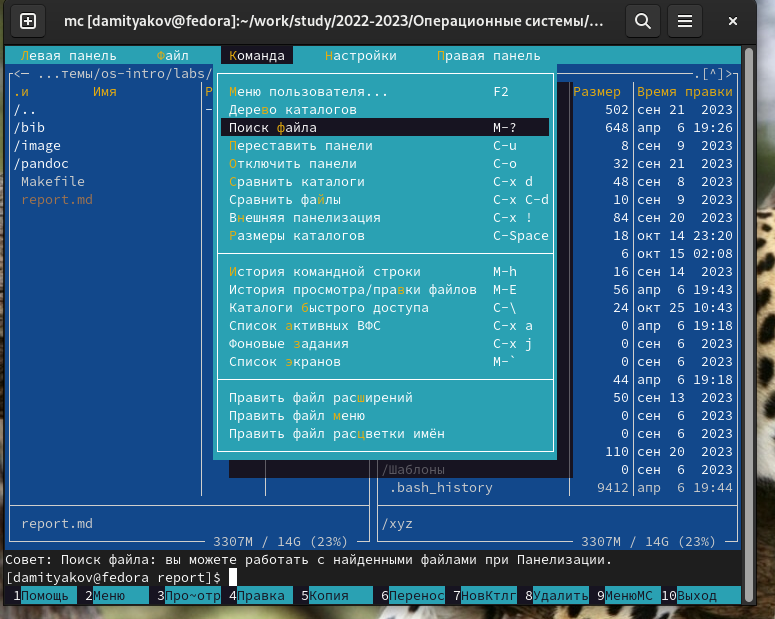 mc [damityakov@fedora]:~/work/study/2022-2023/Операционные системы/...
Левая панель Файл Команда Настройки Правая панель
<— ...темы/os-intro/labs/ .[^]>
.и Имя Р Размер Время правки
/.. 502 сен 21 2023
/bib 648 апр 6 19:26
/image 8 сен 9 2023
/pandoc 32 сен 21 2023
Makefile 48 сен 8 2023
report.md 10 сен 9 2023
84 сен 20 2023
18 окт 14 23:20
6 окт 15 02:08
16 сен 14 2023
56 апр 6 19:43
24 окт 25 10:43
0 апр 6 19:18
0 сен 6 2023
0 сен 6 2023
44 апр 6 19:18
50 сен 13 2023
0 сен 6 2023
0 сен 6 2023
110 сен 20 2023
/Шаблоны 0 сен 6 2023
.bash_history 9412 апр 6 19:44
Меню пользователя... F2
Дерево каталогов
Поиск файла M-?
Переставить панели C-u
Отключить панели C-o
Сравнить каталоги C-x d
Сравнить файлы C-x C-d
Внешняя панелизация C-x !
Размеры каталогов C-Space
История командной строки M-h
История просмотра/правки файлов M-E
Каталоги быстрого доступа C-\
Список активных ВФС C-x a
Фоновые задания C-x j
Список экранов M-`
Править файл расширений
Править файл меню
Править файл расцветки имён
report.md /xyz
3307M / 14G (23%) 3307M / 14G (23%)
Совет: Поиск файла: вы можете работать с найденными файлами при Панелизации.
[damityakov@fedora report]$
1Помощь 2Меню 3Про~отр 4Правка 5Копия 6Перенос 7НовКтлг 8Удалить 9МенюМС 10Выход